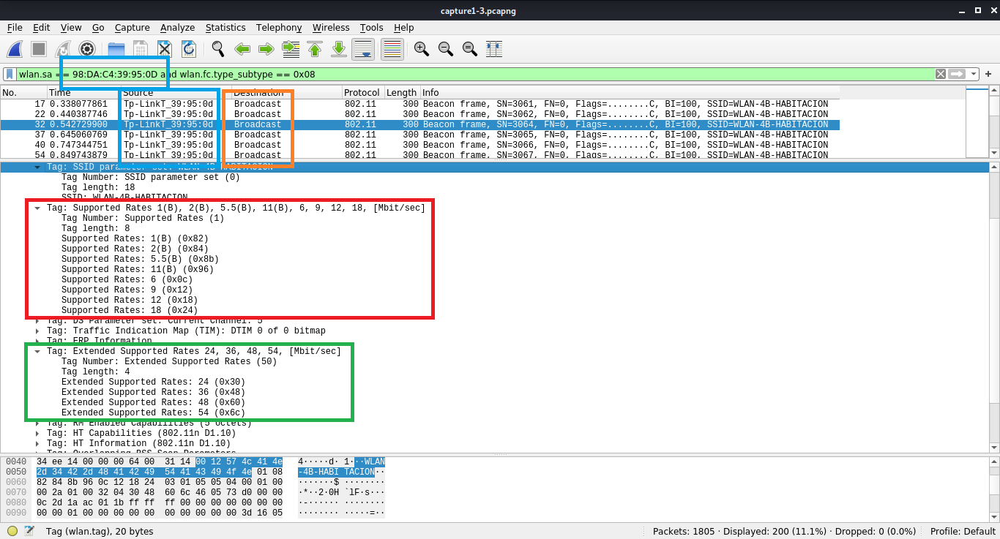 capture1-3.pcapng
File Edit View Go Capture Analyze Statistics Telephony Wireless Tools Help
wlan.sa == 98:DA:C4:39:95:0D and wlan.fc.type_subtype == 0x08
No. Time Source Destination Protocol Length Info
17 0.338077861 Tp-LinkT_39:95:0d Broadcast 802.11 300 Beacon frame, SN=3061, FN=0, Flags=........C, BI=100, SSID=WLAN-4B-HABITACION
22 0.440387746 Tp-LinkT_39:95:0d Broadcast 802.11 300 Beacon frame, SN=3062, FN=0, Flags=........C, BI=100, SSID=WLAN-4B-HABITACION
32 0.542729900 Tp-LinkT_39:95:0d Broadcast 802.11 300 Beacon frame, SN=3064, FN=0, Flags=........C, BI=100, SSID=WLAN-4B-HABITACION
37 0.645060769 Tp-LinkT_39:95:0d Broadcast 802.11 300 Beacon frame, SN=3065, FN=0, Flags=........C, BI=100, SSID=WLAN-4B-HABITACION
40 0.747344751 Tp-LinkT_39:95:0d Broadcast 802.11 300 Beacon frame, SN=3066, FN=0, Flags=........C, BI=100, SSID=WLAN-4B-HABITACION
54 0.849743879 Tp-LinkT_39:95:0d Broadcast 802.11 300 Beacon frame, SN=3067, FN=0, Flags=........C, BI=100, SSID=WLAN-4B-HABITACION
Tag: SSID parameter set: WLAN-4B-HABITACION
Tag Number: SSID parameter set (0)
Tag length: 18
SSID: WLAN-4B-HABITACION
Tag: Supported Rates 1(B), 2(B), 5.5(B), 11(B), 6, 9, 12, 18, [Mbit/sec]
Tag Number: Supported Rates (1)
Tag length: 8
Supported Rates: 1(B) (0x82)
Supported Rates: 2(B) (0x84)
Supported Rates: 5.5(B) (0x8b)
Supported Rates: 11(B) (0x96)
Supported Rates: 6 (0x0c)
Supported Rates: 9 (0x12)
Supported Rates: 12 (0x18)
Supported Rates: 18 (0x24)
Tag: DS Parameter set: Current Channel: 5
Tag: Traffic Indication Map (TIM): DTIM 0 of 0 bitmap
Tag: ERP Information
Tag: Extended Supported Rates 24, 36, 48, 54, [Mbit/sec]
Tag Number: Extended Supported Rates (50)
Tag length: 4
Extended Supported Rates: 24 (0x30)
Extended Supported Rates: 36 (0x48)
Extended Supported Rates: 48 (0x60)
Extended Supported Rates: 54 (0x6c)
Tag: RM Enabled Capabilities (5 octets)
Tag: HT Capabilities (802.11n D1.10)
Tag: HT Information (802.11n D1.10)
Tag: Overlapping BSS Scan Parameters
0040 34 ee 14 00 00 00 64 00 31 14 00 12 57 4c 41 4e 4·····d· 1···WLAN
0050 2d 34 42 2d 48 41 42 49 54 41 43 49 4f 4e 01 08 -4B-HABI TACION··
0060 82 84 8b 96 0c 12 18 24 03 01 05 05 04 00 01 00 ·······$ ········
0070 00 2a 01 00 32 04 30 48 60 6c 46 05 73 d0 00 00 ·*··2·0H `lF·s···
0080 0c 2d 1a ac 01 1b ff ff ff 00 00 00 00 00 00 00 ·-······ ········
0090 00 00 01 00 00 00 00 00 00 00 00 00 00 3d 16 05 ········ ·····=··
Tag (wlan.tag), 20 bytes
Packets: 1805 · Displayed: 200 (11.1%) · Dropped: 0 (0.0%)
Profile: Default